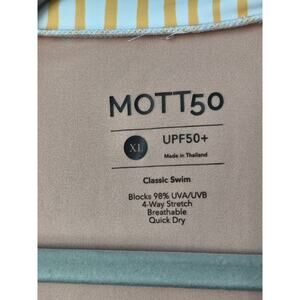 MOTT50
XL
UPF50+
Made in Thailand
Classic Swim
Blocks 98% UVA/UVB
4-Way Stretch
Breathable
Quick Dry